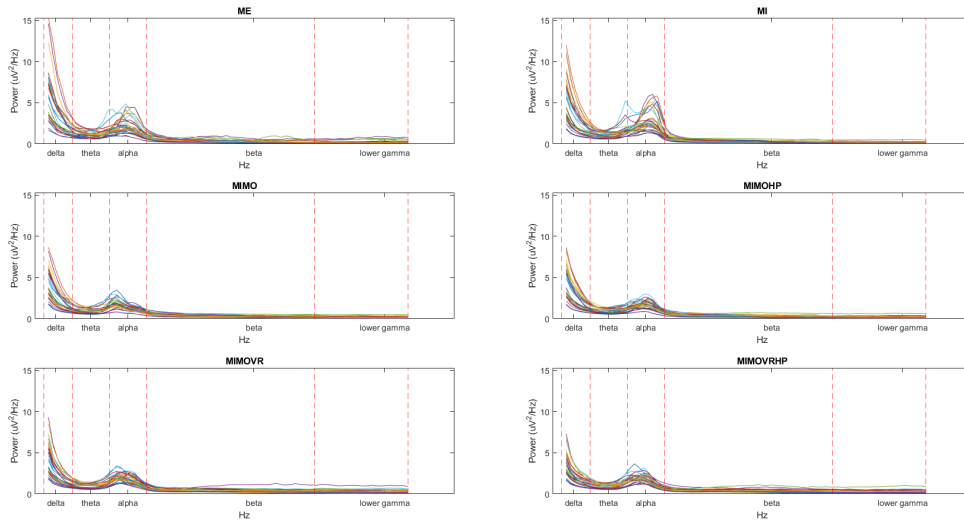 ME
15
10
5
0
Power (uV²/Hz)
delta theta alpha beta lower gamma
Hz
MI
15
10
5
0
Power (uV²/Hz)
delta theta alpha beta lower gamma
Hz
MIMO
15
10
5
0
Power (uV²/Hz)
delta theta alpha beta lower gamma
Hz
MIMOHP
15
10
5
0
Power (uV²/Hz)
delta theta alpha beta lower gamma
Hz
MIMOVR
15
10
5
0
Power (uV²/Hz)
delta theta alpha beta lower gamma
Hz
MIMOVRHP
15
10
5
0
Power (uV²/Hz)
delta theta alpha beta lower gamma
Hz